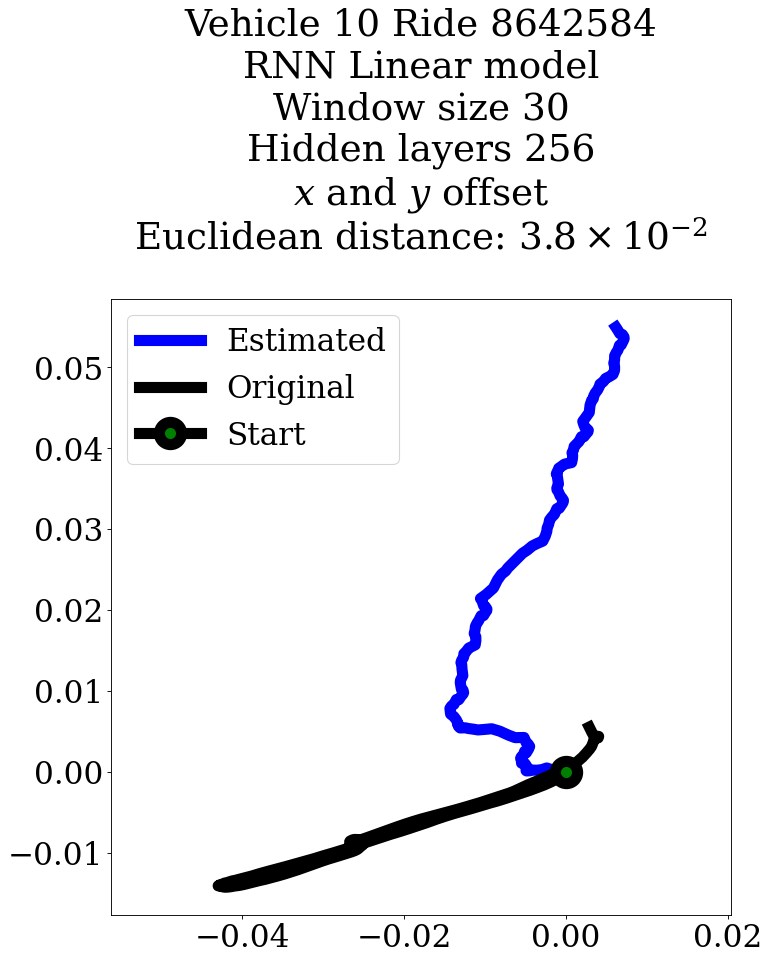 Vehicle 10 Ride 8642584
RNN Linear model
Window size 30
Hidden layers 256
x and y offset
Euclidean distance: 3.8 × 10⁻²
Estimated
Original
Start
0.05
0.04
0.03
0.02
0.01
0.00
−0.01
−0.04
−0.02
0.00
0.02